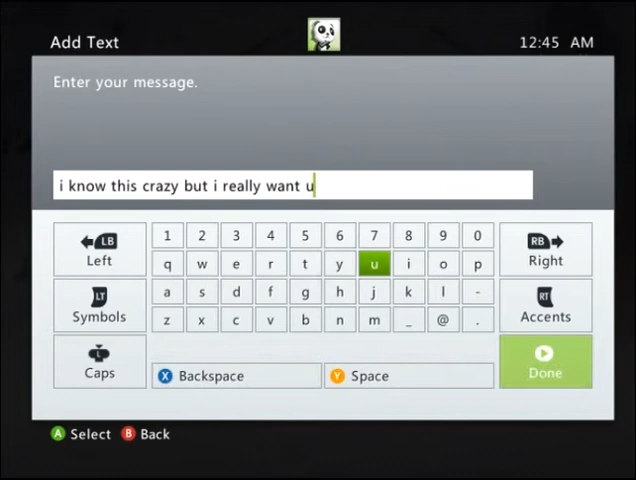 Add Text
12:45 AM
Enter your message.
i know this crazy but i really want u
LB
Left
1 2 3 4 5 6 7 8 9 0
RB
Right
q w e r t y u i o p
LT
Symbols
a s d f g h j k l -
RT
Accents
z x c v b n m _ @ .
L
Caps
X Backspace
Y Space
Done
A Select B Back